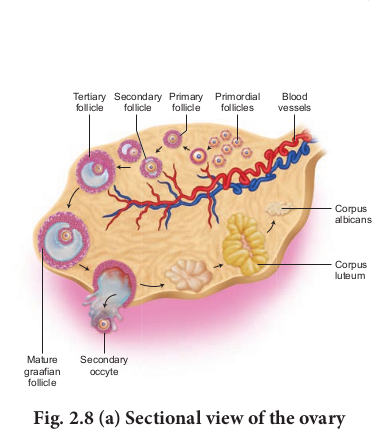 Tertiary Secondary Primary Primordial Blood
follicle follicle follicle follicles vessels
Corpus
albicans
Corpus
luteum
Mature Secondary
graafian occyte
follicle
Fig. 2.8 (a) Sectional view of the ovary